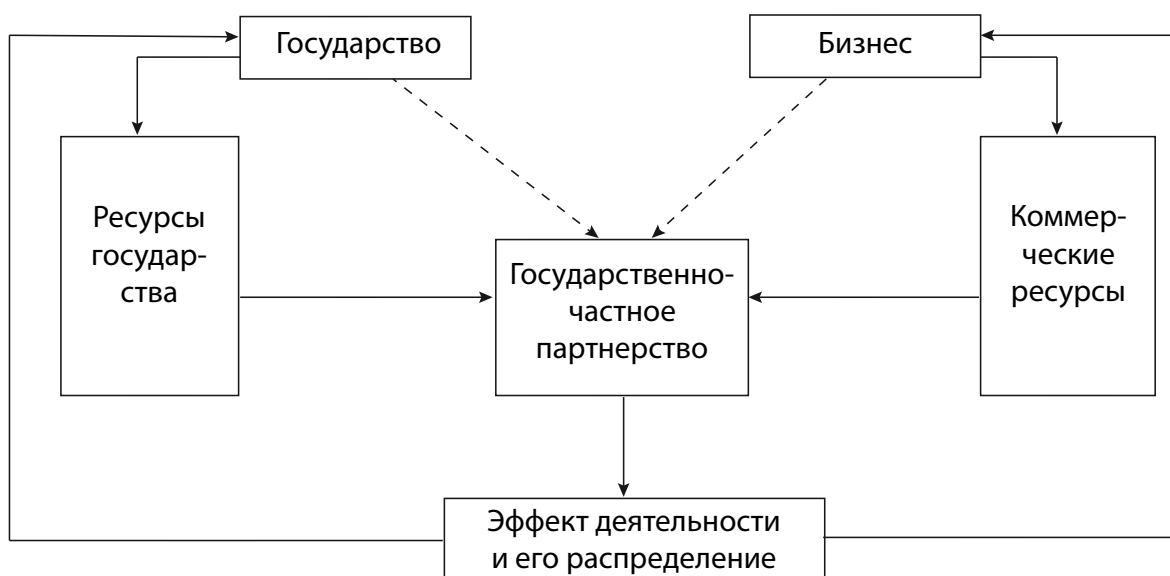 Государство
Бизнес
Ресурсы
государ-
ства
Государственно-
частное
партнерство
Коммер-
ческие
ресурсы
Эффект деятельности
и его распределение